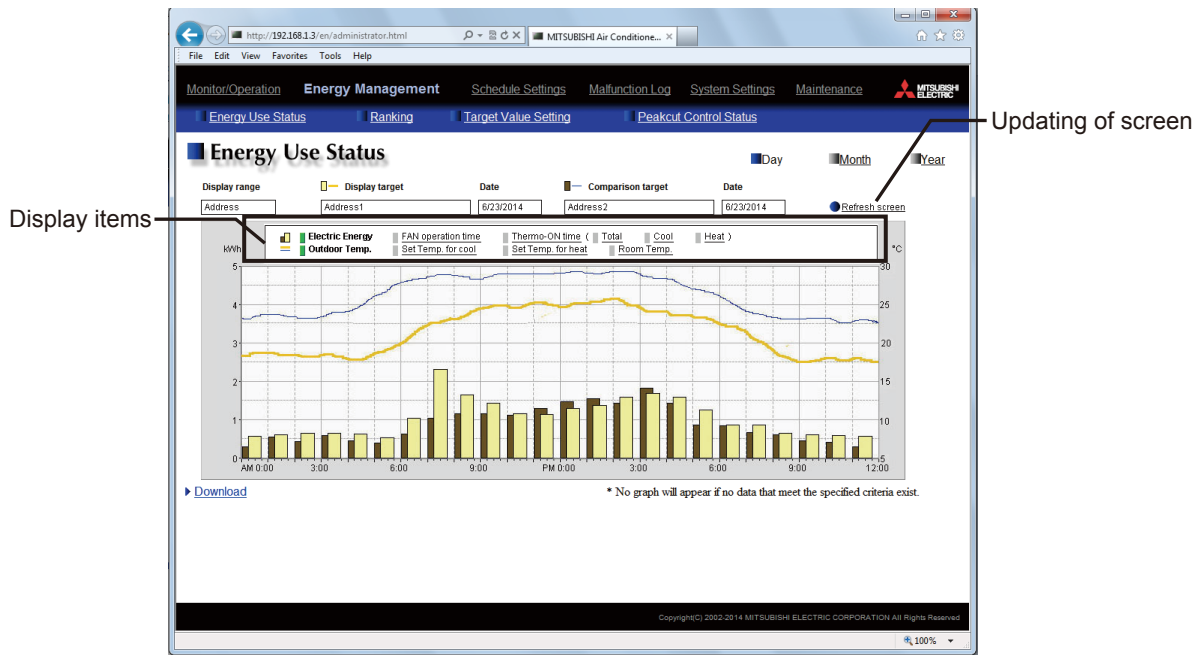 http://192.168.1.3/en/administrator.html
MITSUBISHI Air Conditione...
File Edit View Favorites Tools Help
Monitor/Operation Energy Management Schedule Settings Malfunction Log System Settings Maintenance MITSUBISHI ELECTRIC
Energy Use Status Ranking Target Value Setting Peakcut Control Status
Updating of screen
Energy Use Status
Day Month Year
Display range Display target Date Comparison target Date
Address Address1 6/23/2014 Address2 6/23/2014 Refresh screen
Display items
Electric Energy FAN operation time Thermo-ON time ( Total Cool Heat )
Outdoor Temp. Set Temp. for cool Set Temp. for heat Room Temp.
kWh °C
5 30
4 25
3 20
2 15
1 10
0 5
AM 0:00 3:00 6:00 9:00 PM 0:00 3:00 6:00 9:00 12:00
Download * No graph will appear if no data that meet the specified criteria exist.
Copyright(C) 2002-2014 MITSUBISHI ELECTRIC CORPORATION All Rights Reserved
100%